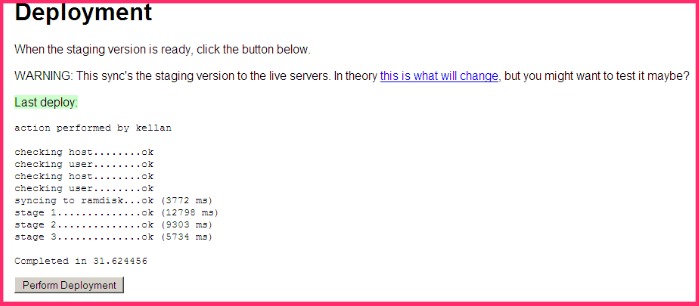 Deployment
When the staging version is ready, click the button below.
WARNING: This sync's the staging version to the live servers. In theory this is what will change, but you might want to test it maybe?
Last deploy:
action performed by kellan
checking host........ok
checking user........ok
checking host........ok
checking user........ok
syncing to ramdisk...ok (3772 ms)
stage 1..............ok (12798 ms)
stage 2..............ok (9303 ms)
stage 3..............ok (5734 ms)
Completed in 31.624456
Perform Deployment